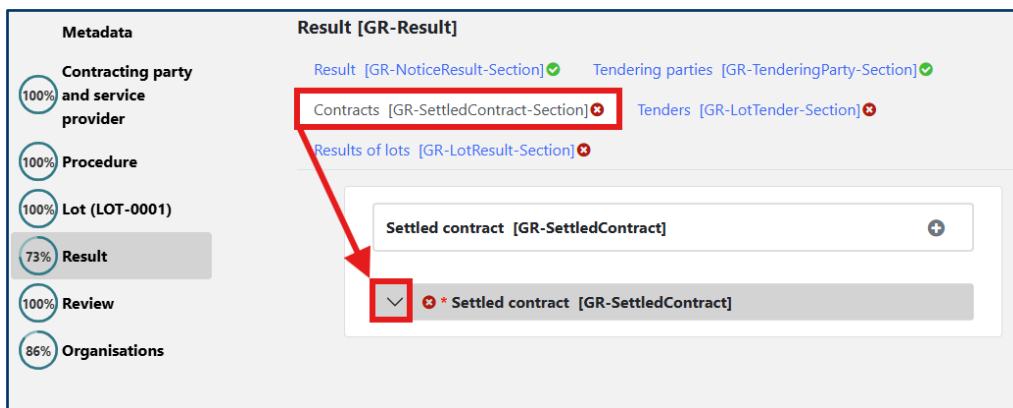 Metadata
100% Contracting party
and service
provider
100% Procedure
100% Lot (LOT-0001)
73% Result
100% Review
86% Organisations
Result [GR-Result]
Result [GR-NoticeResult-Section] Tendering parties [GR-TenderingParty-Section]
Contracts [GR-SettledContract-Section] Tenders [GR-LotTender-Section]
Results of lots [GR-LotResult-Section]
Settled contract [GR-SettledContract]
* Settled contract [GR-SettledContract]